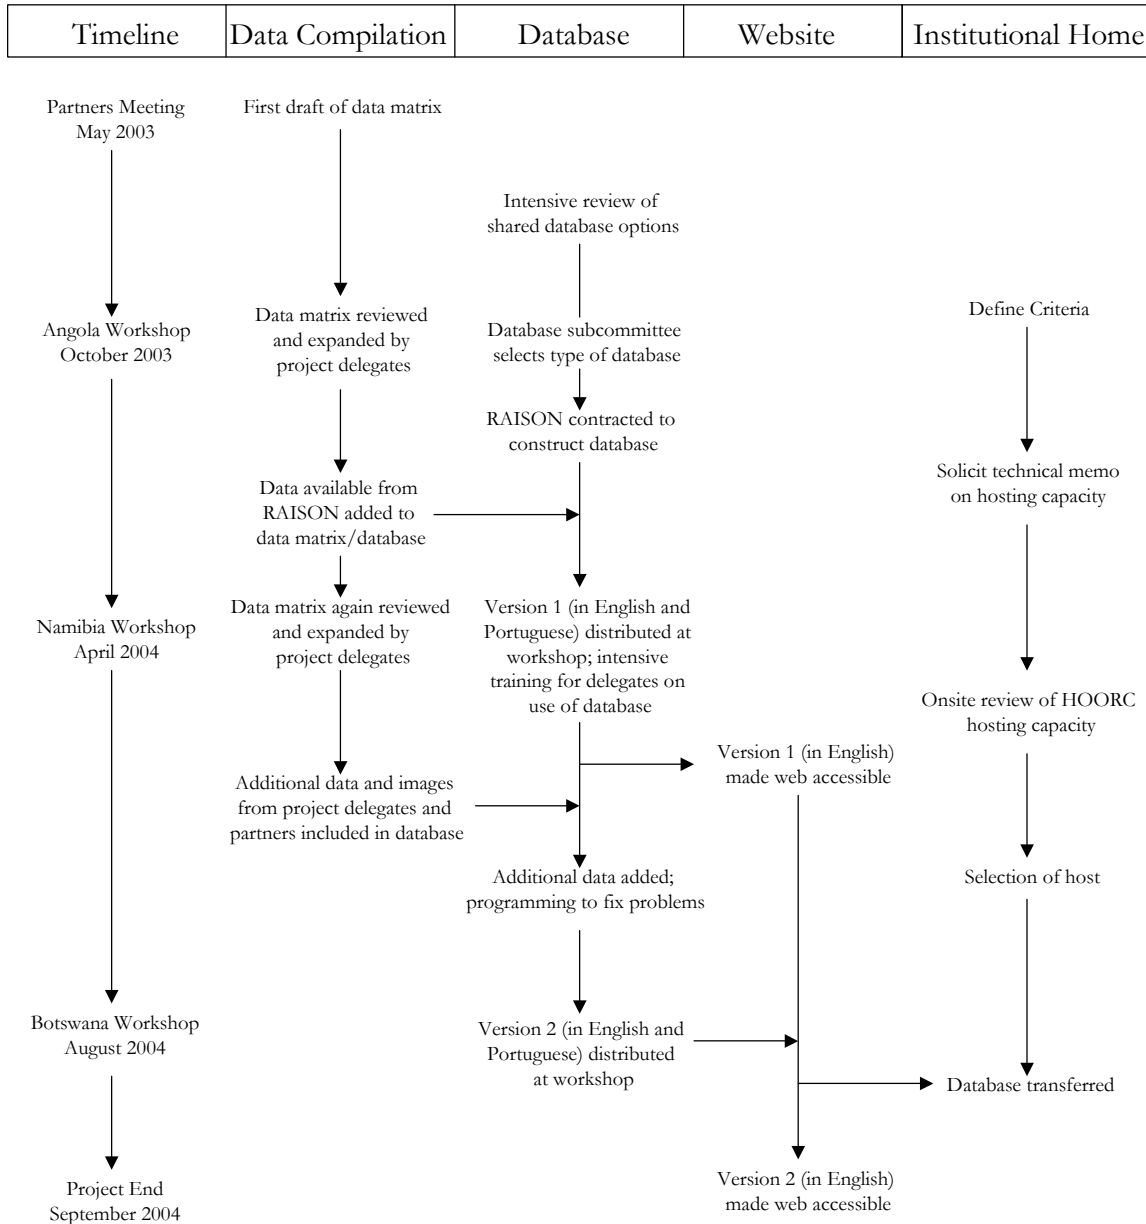 Timeline
Data Compilation
Database
Website
Institutional Home
Partners Meeting
May 2003
Angola Workshop
October 2003
Namibia Workshop
April 2004
Botswana Workshop
August 2004
Project End
September 2004
First draft of data matrix
Data matrix reviewed
and expanded by
project delegates
Data available from
RAISON added to
data matrix/database
Data matrix again reviewed
and expanded by
project delegates
Additional data and images
from project delegates and
partners included in database
Intensive review of
shared database options
Database subcommittee
selects type of database
RAISON contracted to
construct database
Version 1 (in English and
Portuguese) distributed at
workshop; intensive
training for delegates on
use of database
Additional data added;
programming to fix problems
Version 2 (in English and
Portuguese) distributed
at workshop
Version 1 (in English)
made web accessible
Version 2 (in English)
made web accessible
Define Criteria
Solicit technical memo
on hosting capacity
Onsite review of HOORC
hosting capacity
Selection of host
Database transferred